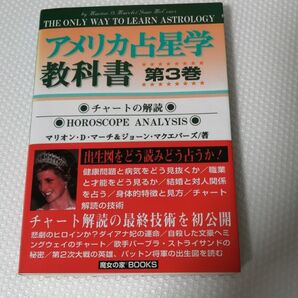 THE ONLY WAY TO LEARN ASTROLOGY
by Marion D. March & Joan McEvers
アメリカ占星学
教科書 第3巻
チャートの解読
HOROSCOPE ANALYSIS
マリオン・D・マーチ&ジョーン・マクエバーズ/著
出生図をどう読みどう占うか!
健康問題と病気をどう見抜くか/職業
と才能をどう見るか/結婚と対人関係
を占う/身体的特徴と見方/チャート
解読の技術
チャート解読の最終技術を初公開
悲劇のヒロインか?ダイアナ妃の運命/自殺した文豪ヘミ
ングウェイのチャート/歌手バーブラ・ストライサンド
の秘密/第2次大戦の英雄、パットン将軍の出生図を読む
魔女の家 BOOKS